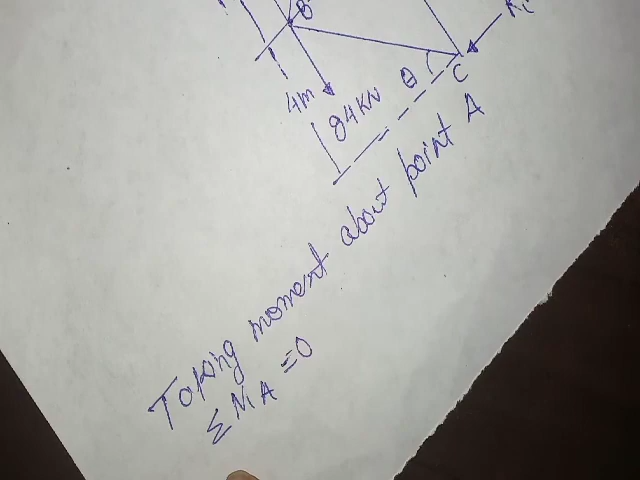 B
4m
84KN
θ
C
Taking moment about point A
ΣMA = 0